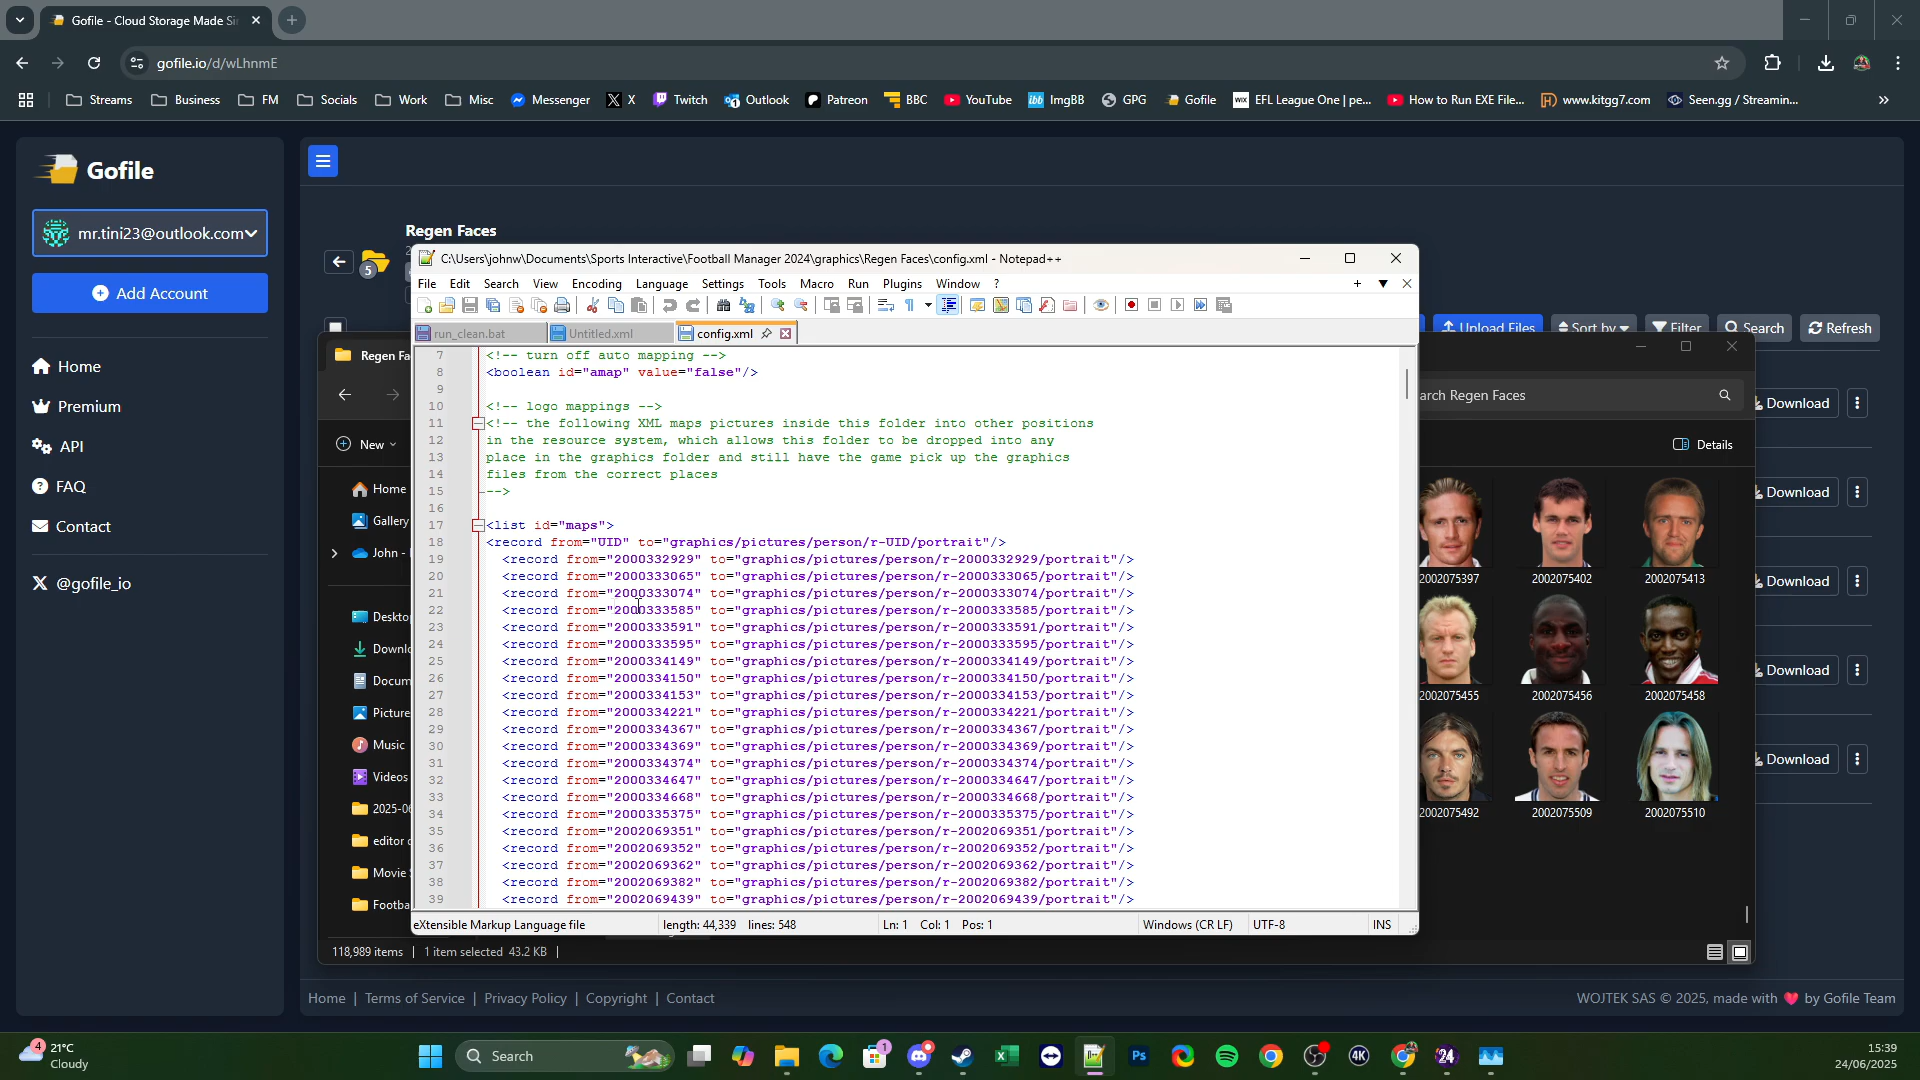 Gofile - Cloud Storage Made Si
gofile.io/d/wLhnmE
Streams
Business
FM
Socials
Work
Misc
Messenger
X
Twitch
Outlook
Patreon
BBC
YouTube
ImgBB
GPG
Gofile
EFL League One | pe...
How to Run EXE File...
www.kitgg7.com
Seen.gg / Streamin...
»
Gofile
mr.tini23@outlook.com
Add Account
Home
Premium
API
FAQ
Contact
@gofile_io
Regen Faces
5
Upload Files
Sort by
Filter
Search
Refresh
C:\Users\johnw\Documents\Sports Interactive\Football Manager 2024\graphics\Regen Faces\config.xml - Notepad++
File Edit Search View Encoding Language Settings Tools Macro Run Plugins Window ?
run_clean.bat
Untitled.xml
config.xml
7 <!-- turn off auto mapping -->
8 <boolean id="amap" value="false"/>
9
10 <!-- logo mappings -->
11 <!-- the following XML maps pictures inside this folder into other positions
12 in the resource system, which allows this folder to be dropped into any
13 place in the graphics folder and still have the game pick up the graphics
14 files from the correct places
15 -->
16
17 <list id="maps">
18 <record from="UID" to="graphics/pictures/person/r-UID/portrait"/>
19 <record from="2000332929" to="graphics/pictures/person/r-2000332929/portrait"/>
20 <record from="2000333065" to="graphics/pictures/person/r-2000333065/portrait"/>
21 <record from="2000333074" to="graphics/pictures/person/r-2000333074/portrait"/>
22 <record from="2000333585" to="graphics/pictures/person/r-2000333585/portrait"/>
23 <record from="2000333591" to="graphics/pictures/person/r-2000333591/portrait"/>
24 <record from="2000333595" to="graphics/pictures/person/r-2000333595/portrait"/>
25 <record from="2000334149" to="graphics/pictures/person/r-2000334149/portrait"/>
26 <record from="2000334150" to="graphics/pictures/person/r-2000334150/portrait"/>
27 <record from="2000334153" to="graphics/pictures/person/r-2000334153/portrait"/>
28 <record from="2000334221" to="graphics/pictures/person/r-2000334221/portrait"/>
29 <record from="2000334367" to="graphics/pictures/person/r-2000334367/portrait"/>
30 <record from="2000334369" to="graphics/pictures/person/r-2000334369/portrait"/>
31 <record from="2000334374" to="graphics/pictures/person/r-2000334374/portrait"/>
32 <record from="2000334647" to="graphics/pictures/person/r-2000334647/portrait"/>
33 <record from="2000334668" to="graphics/pictures/person/r-2000334668/portrait"/>
34 <record from="2000335375" to="graphics/pictures/person/r-2000335375/portrait"/>
35 <record from="2002069351" to="graphics/pictures/person/r-2002069351/portrait"/>
36 <record from="2002069352" to="graphics/pictures/person/r-2002069352/portrait"/>
37 <record from="2002069362" to="graphics/pictures/person/r-2002069362/portrait"/>
38 <record from="2002069382" to="graphics/pictures/person/r-2002069382/portrait"/>
39 <record from="2002069439" to="graphics/pictures/person/r-2002069439/portrait"/>
eXtensible Markup Language file
length: 44,339 lines: 548
Ln: 1 Col: 1 Pos: 1
Windows (CR LF)
UTF-8
INS
Regen Fa
New
Home
Gallery
John -
Deskto
Downlo
Docum
Picture
Music
Videos
2025-06
editor
Movie
Footba
118,989 items
1 item selected 43.2 KB
arch Regen Faces
Details
2002075397
2002075402
2002075413
2002075455
2002075456
2002075458
2002075492
2002075509
2002075510
Download
Download
Download
Download
Download
Home | Terms of Service | Privacy Policy | Copyright | Contact
WOJTEK SAS © 2025, made with ❤ by Gofile Team
4
21°C
Cloudy
Search
1
Ps
4K
24
15:39
24/06/2025